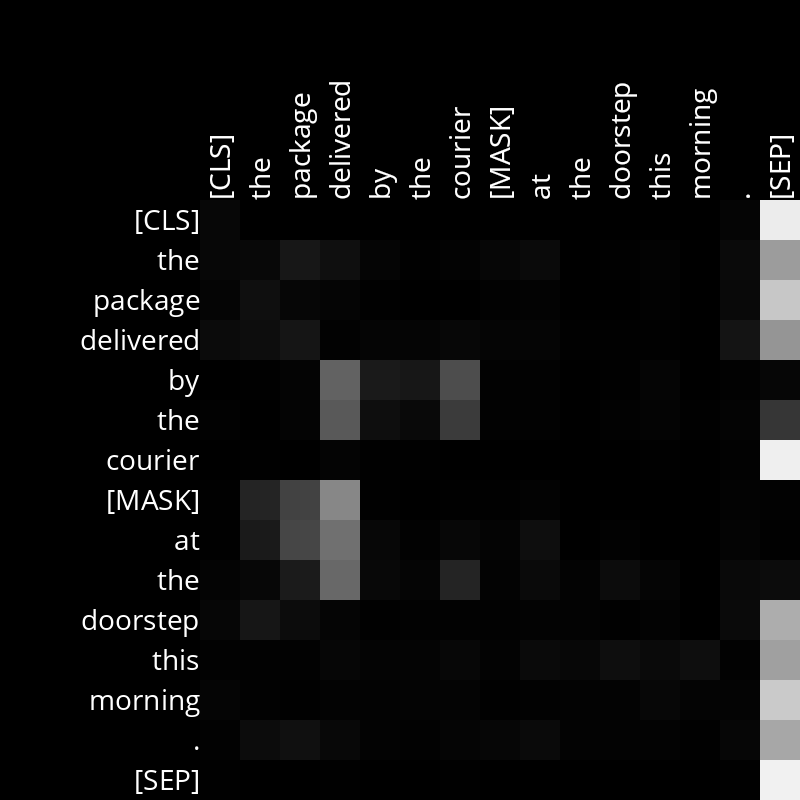 [CLS] the package delivered by the courier [MASK] at the doorstep this morning . [SEP]
[CLS]
the
package
delivered
by
the
courier
[MASK]
at
the
doorstep
this
morning
.
[SEP]